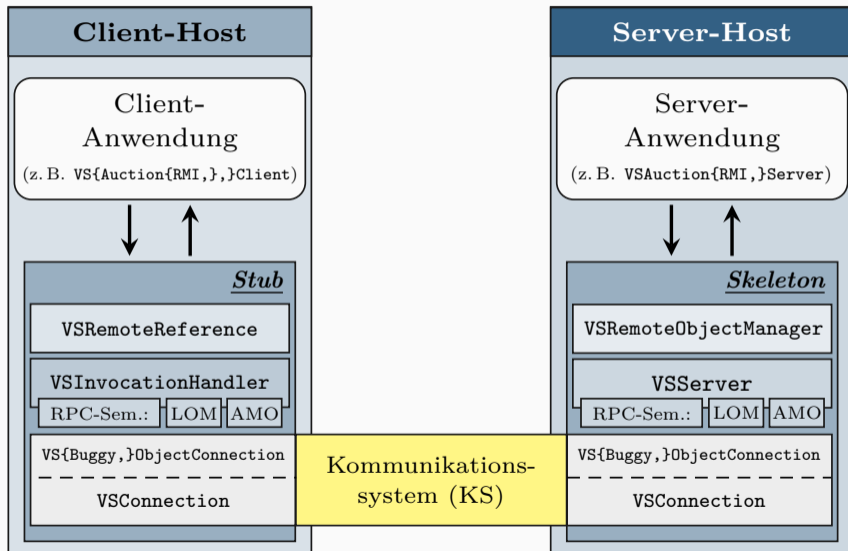 Client-Host
Client-
Anwendung
(z. B. VS{Auction{RMI,},}Client)
Stub
VSRemoteReference
VSInvocationHandler
RPC-Sem.: LOM AMO
VS{Buggy,}ObjectConnection
VSConnection
Kommunikations-
system (KS)
Server-Host
Server-
Anwendung
(z. B. VSAuction{RMI,}Server)
Skeleton
VSRemoteObjectManager
VSServer
RPC-Sem.: LOM AMO
VS{Buggy,}ObjectConnection
VSConnection